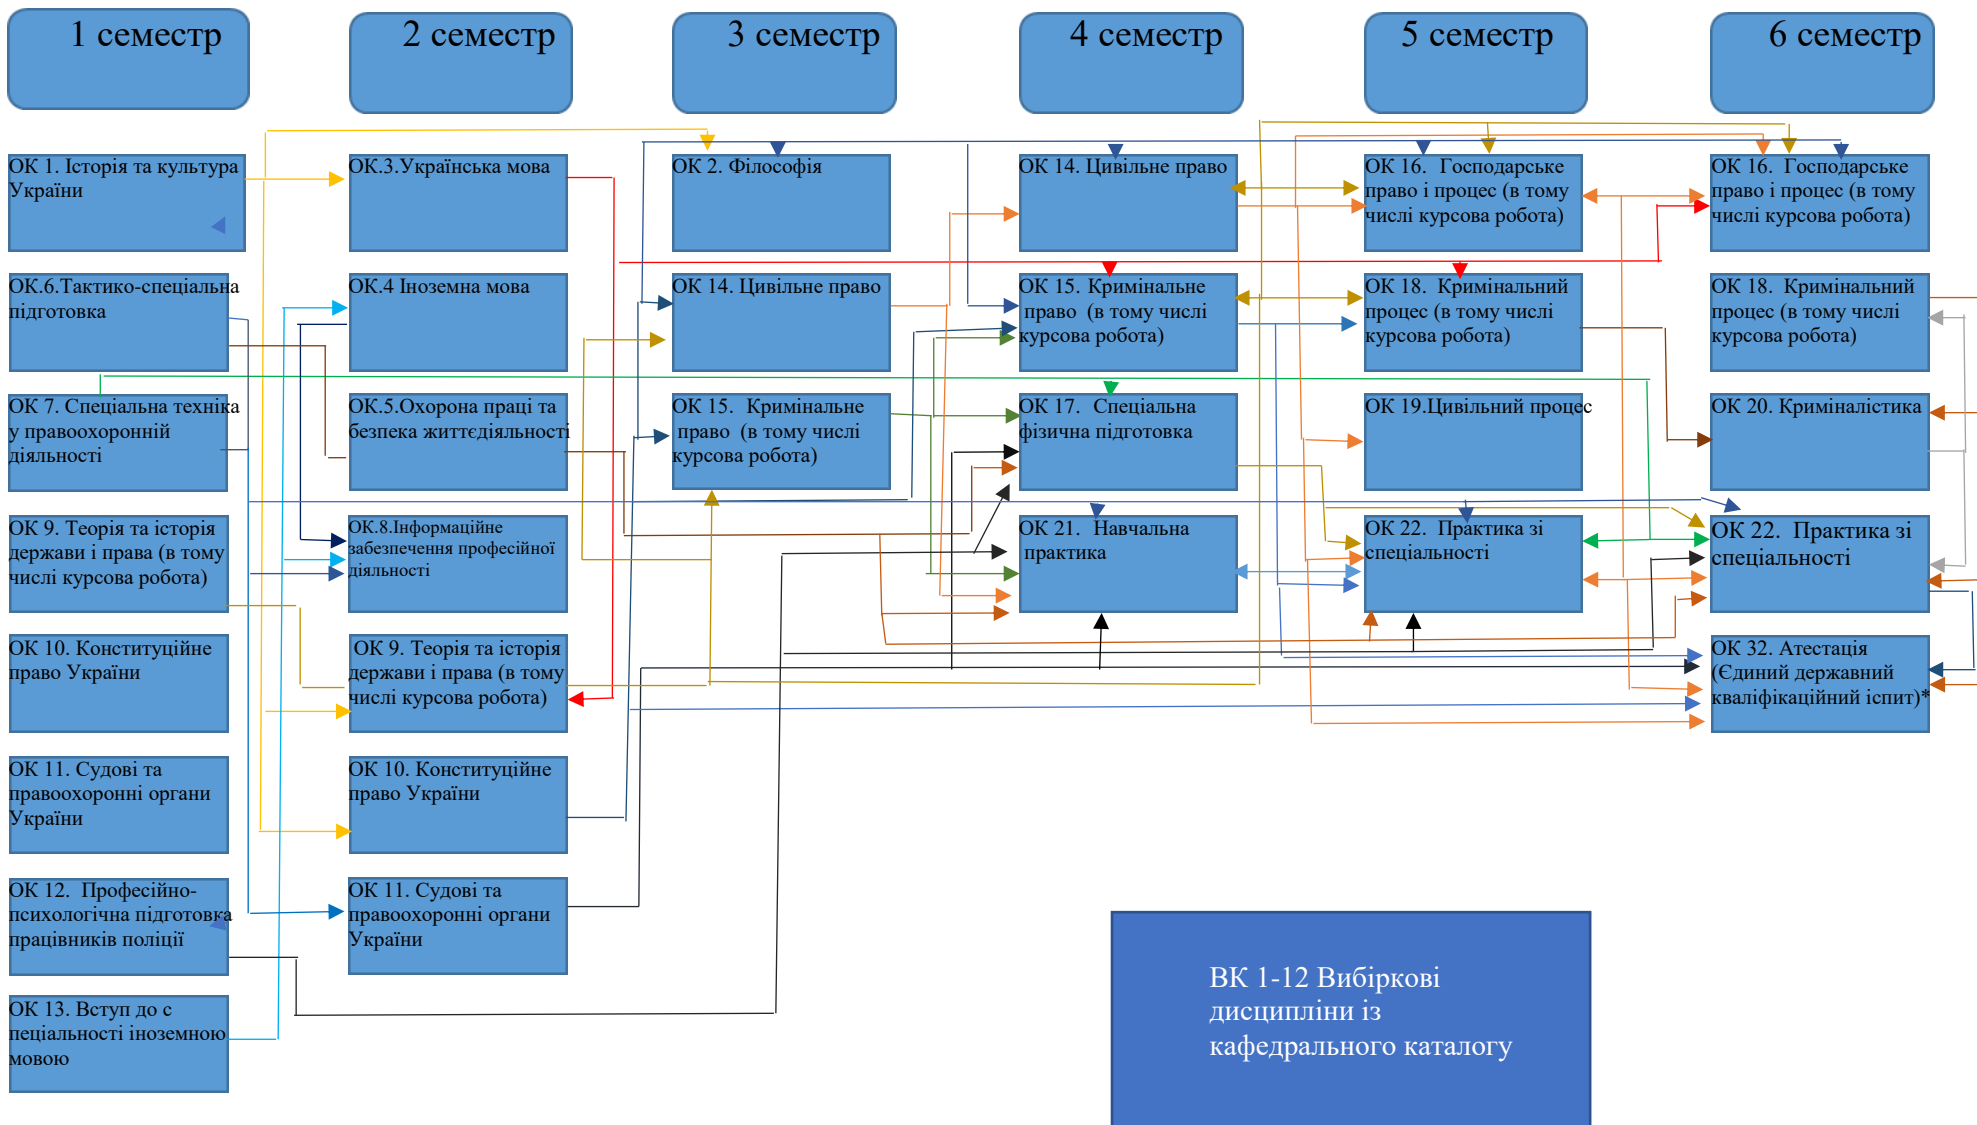 1 семестр
2 семестр
3 семестр
4 семестр
5 семестр
6 семестр
ОК 1. Історія та культура
України
ОК.6.Тактико-спеціальна
підготовка
ОК 7. Спеціальна техніка
у правоохоронній
діяльності
ОК 9. Теорія та історія
держави і права (в тому
числі курсова робота)
ОК 10. Конституційне
право України
ОК 11. Судові та
правоохоронні органи
України
ОК 12.  Професійно-
психологічна підготовка
працівників поліції
ОК 13. Вступ до с
пеціальності іноземною
мовою
ОК.3.Українська мова
ОК.4 Іноземна мова
ОК.5.Охорона праці та
безпека життєдіяльності
ОК.8.Інформаційне
забезпечення професійної
діяльності
ОК 9. Теорія та історія
держави і права (в тому
числі курсова робота)
ОК 10. Конституційне
право України
ОК 11. Судові та
правоохоронні органи
України
ОК 2. Філософія
ОК 14. Цивільне право
ОК 15.  Кримінальне
право  (в тому числі
курсова робота)
ОК 14. Цивільне право
ОК 15. Кримінальне
право  (в тому числі
курсова робота)
ОК 17.  Спеціальна
фізична підготовка
ОК 21.  Навчальна
практика
ОК 16.  Господарське
право і процес (в тому
числі курсова робота)
ОК 18.  Кримінальний
процес (в тому числі
курсова робота)
ОК 19.Цивільний процес
ОК 22.  Практика зі
спеціальності
ОК 16.  Господарське
право і процес (в тому
числі курсова робота)
ОК 18.  Кримінальний
процес (в тому числі
курсова робота)
ОК 20. Криміналістика
ОК 22.  Практика зі
спеціальності
ОК 32. Атестація
(Єдиний державний
кваліфікаційний іспит)*
ВК 1-12 Вибіркові
дисципліни із
кафедрального каталогу